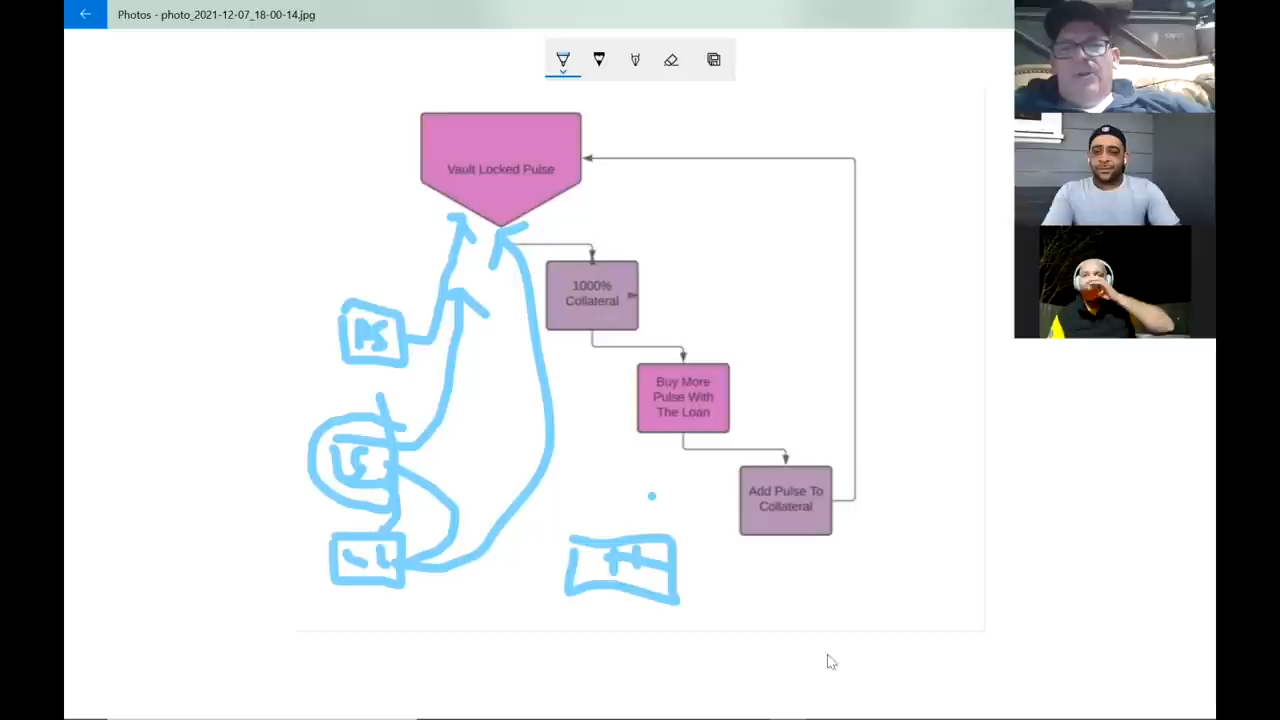 Photos - photo_2021-12-07_18-00-14.jpg
Vault Locked Pulse
1000%
Collateral
Buy More
Pulse With
The Loan
Add Pulse To
Collateral